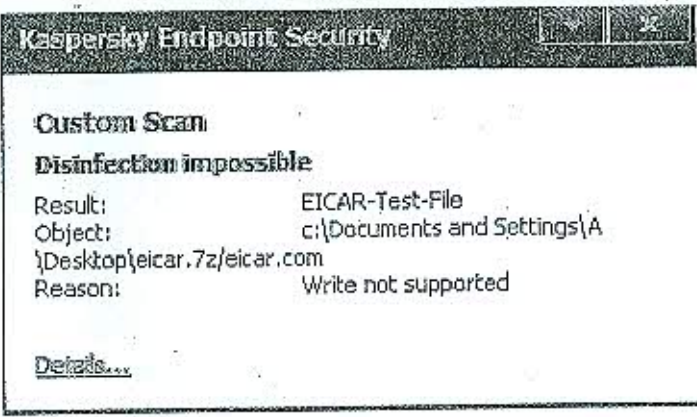 Kaspersky Endpoint Security
Custom Scan
Disinfection impossible
Result: EICAR-Test-File
Object: c:\Documents and Settings\A
\Desktop\eicar.7z/eicar.com
Reason: Write not supported
Details...